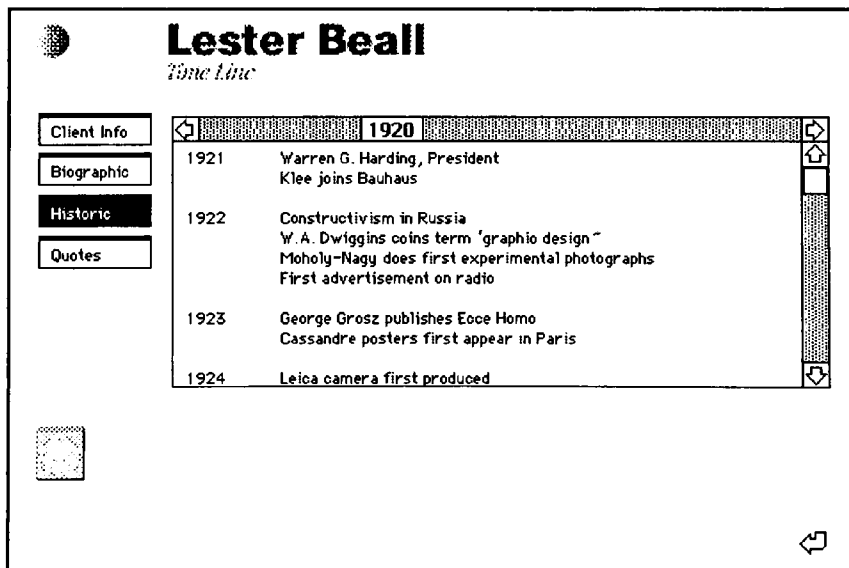 Lester Beall
Time Line
Client Info
Biographic
Historic
Quotes
1920
1921 Warren G. Harding, President
Klee joins Bauhaus
1922 Constructivism in Russia
W.A. Dwiggins coins term "graphic design"
Moholy-Nagy does first experimental photographs
First advertisement on radio
1923 George Grosz publishes Ecce Homo
Cassandre posters first appear in Paris
1924 Leica camera first produced